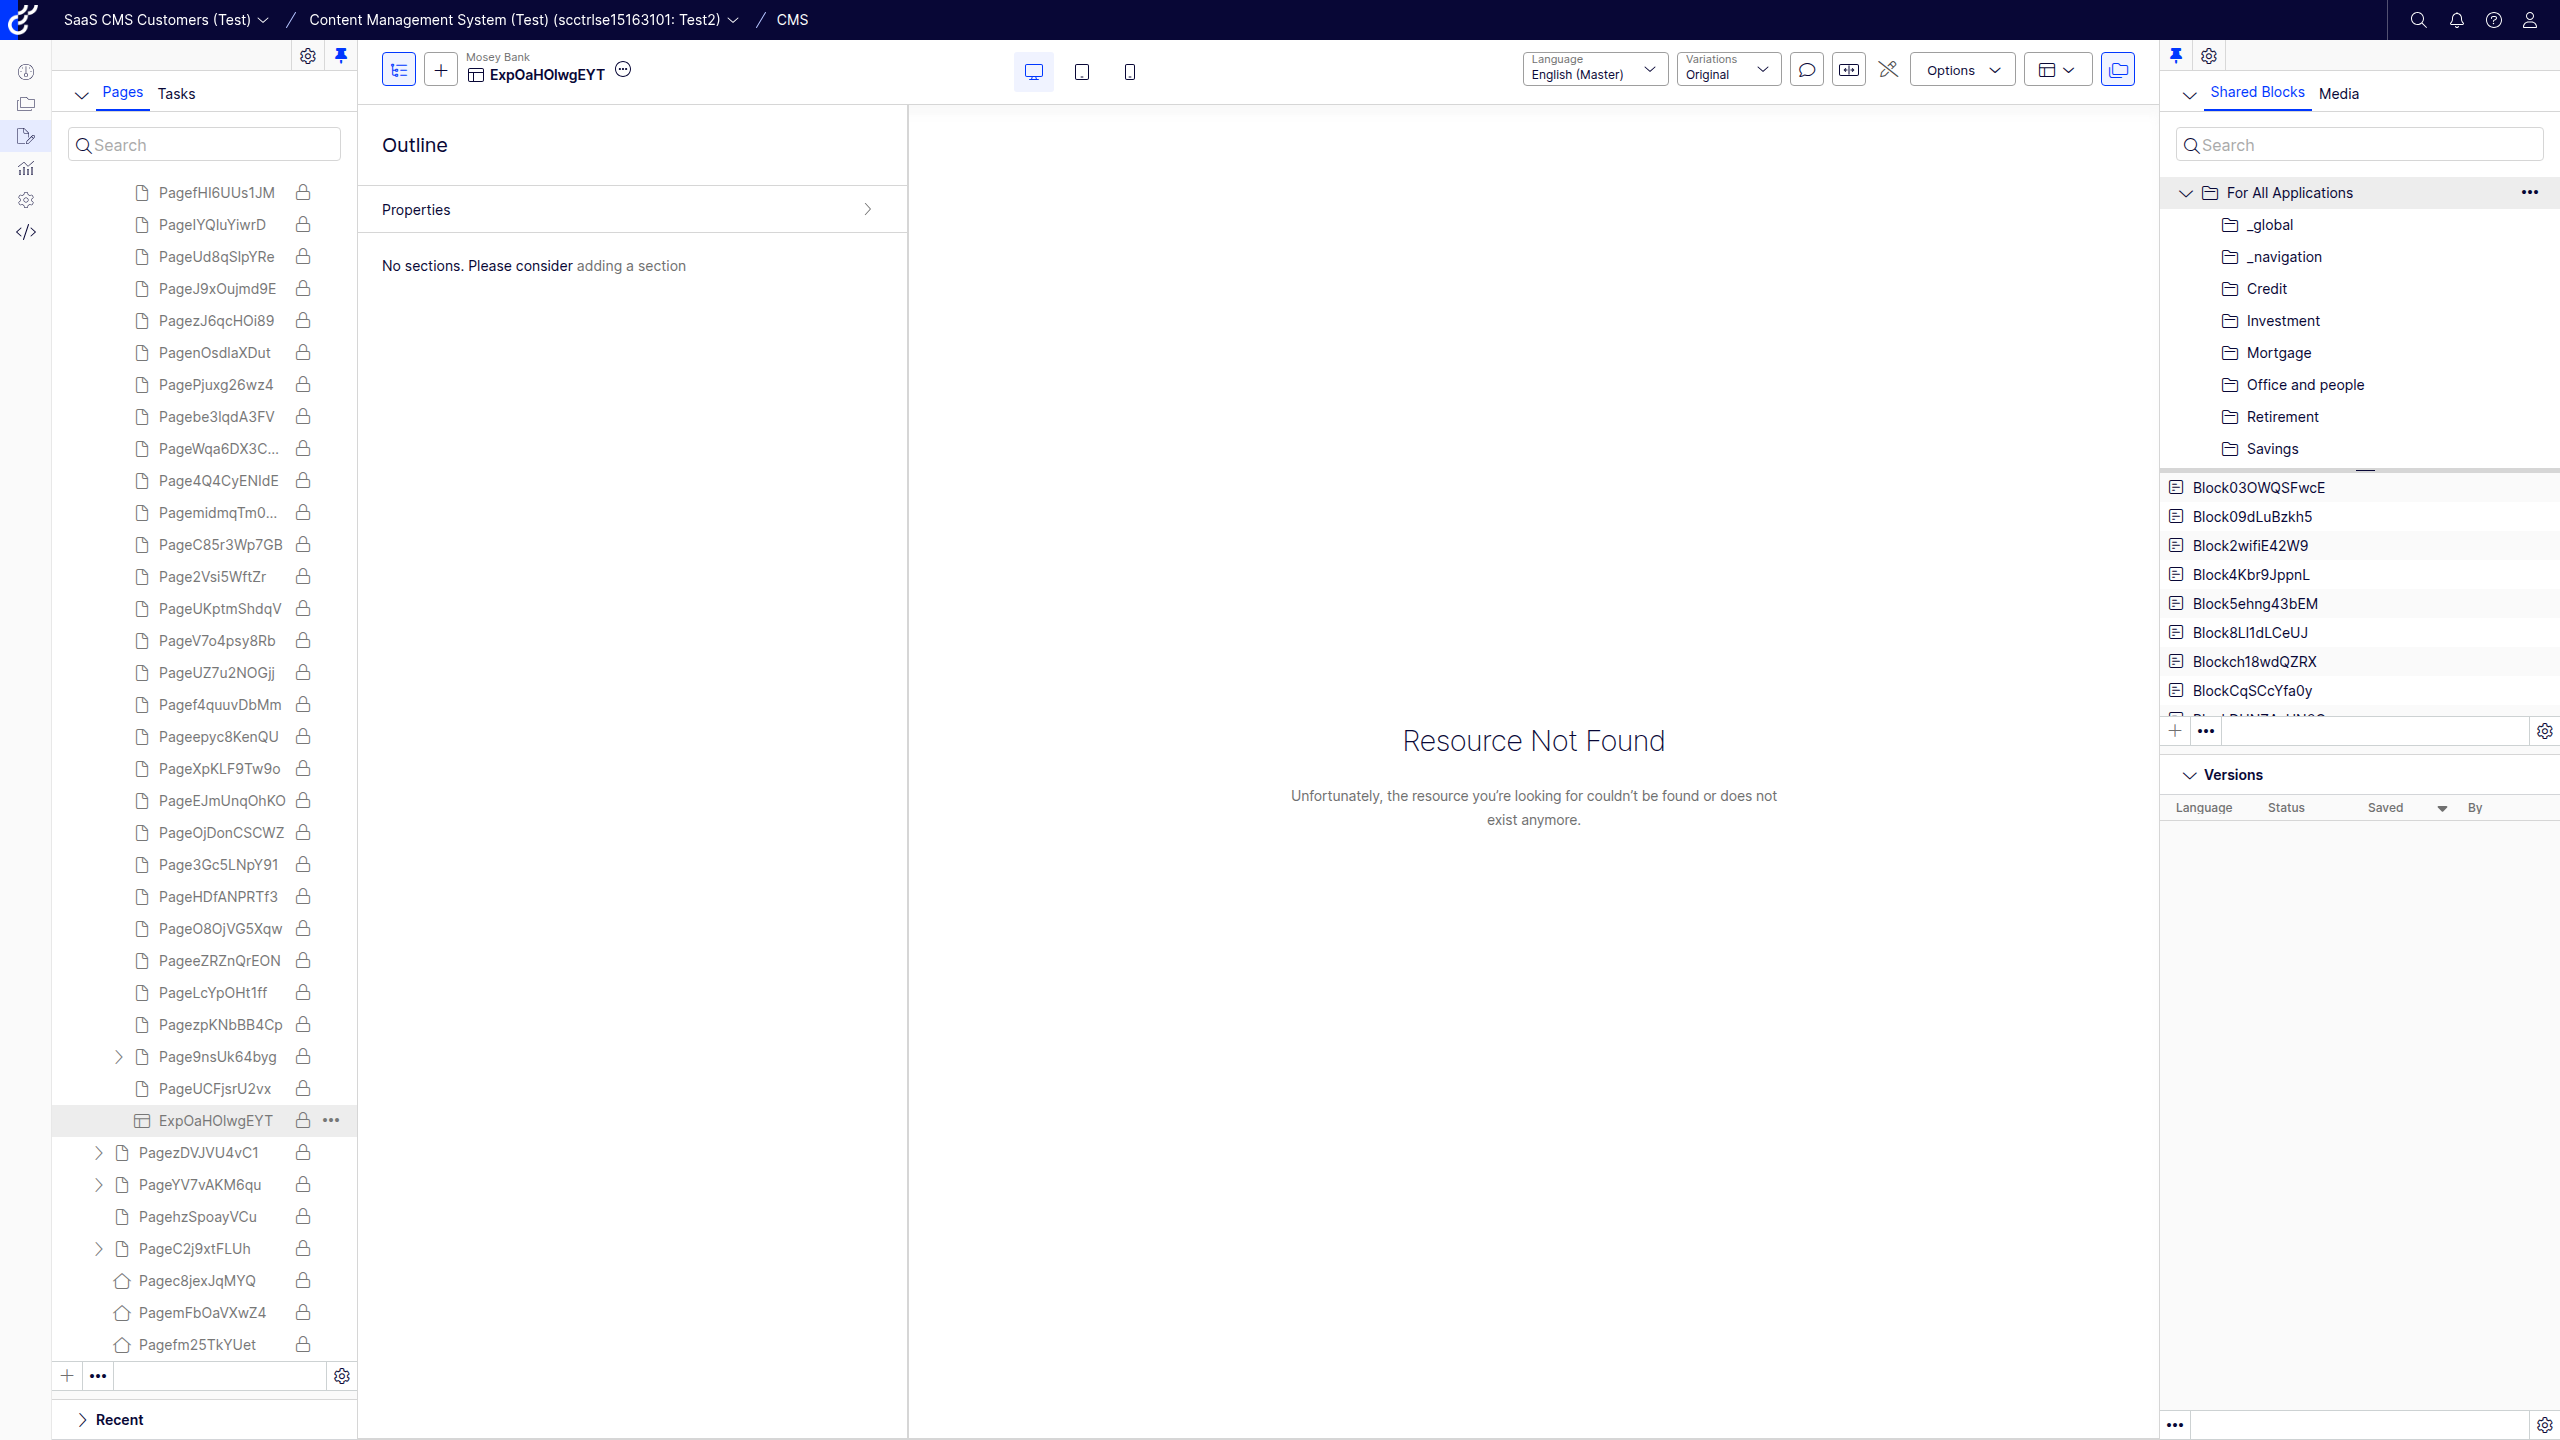 SaaS CMS Customers (Test) / Content Management System (Test) (scctrlse15163101: Test2) / CMS
Pages
Tasks
Search
PagefHI6UUs1JM
PageIYQluYiwrD
PageUd8qSlpYRe
PageJ9xOujmd9E
PagezJ6qcHOi89
PagenOsdlaXDut
PagePjuxg26wz4
Pagebe3lqdA3FV
PageWqa6DX3C...
Page4Q4CyENIdE
PagemidmqTm0...
PageC85r3Wp7GB
Page2Vsi5WftZr
PageUKptmShdqV
PageV7o4psy8Rb
PageUZ7u2NOGjj
Pagef4quuvDbMm
Pageepyc8KenQU
PageXpKLF9Tw9o
PageEJmUnqOhKO
PageOjDonCSCWZ
Page3Gc5LNpY91
PageHDfANPRTf3
PageO8OjVG5Xqw
PageeZRZnQrEON
PageLcYpOHt1ff
PagezpKNbBB4Cp
Page9nsUk64byg
PageUCFjsrU2vx
ExpOaHOlwgEYT
PagezDVJVU4vC1
PageYV7vAKM6qu
PagehzSpoayVCu
PageC2j9xtFLUh
Pagec8jexJqMYQ
PagemFbOaVXwZ4
Pagefm25TkYUet
Recent
Mosey Bank
ExpOaHOlwgEYT
Language
English (Master)
Variations
Original
Options
Outline
Properties
No sections. Please consider adding a section
Resource Not Found
Unfortunately, the resource you're looking for couldn't be found or does not
exist anymore.
Shared Blocks
Media
Search
For All Applications
_global
_navigation
Credit
Investment
Mortgage
Office and people
Retirement
Savings
Block03OWQSFwcE
Block09dLuBzkh5
Block2wifiE42W9
Block4Kbr9JppnL
Block5ehng43bEM
Block8Ll1dLCeUJ
Blockch18wdQZRX
BlockCqSCcYfa0y
Versions
Language Status Saved By